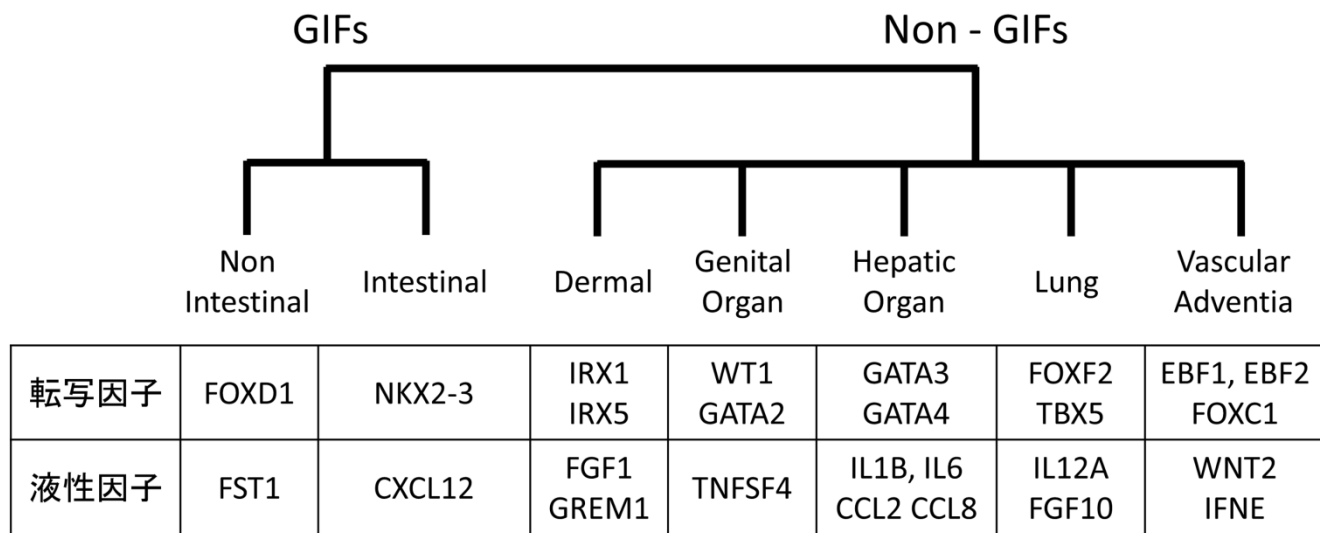 GIFs
Non - GIFs
Non
Intestinal
Intestinal
Dermal
Genital
Organ
Hepatic
Organ
Lung
Vascular
Adventia
転写因子
FOXD1
NKX2-3
IRX1
IRX5
WT1
GATA2
GATA3
GATA4
FOXF2
TBX5
EBF1, EBF2
FOXC1
液性因子
FST1
CXCL12
FGF1
GREM1
TNFSF4
IL1B, IL6
CCL2 CCL8
IL12A
FGF10
WNT2
IFNE